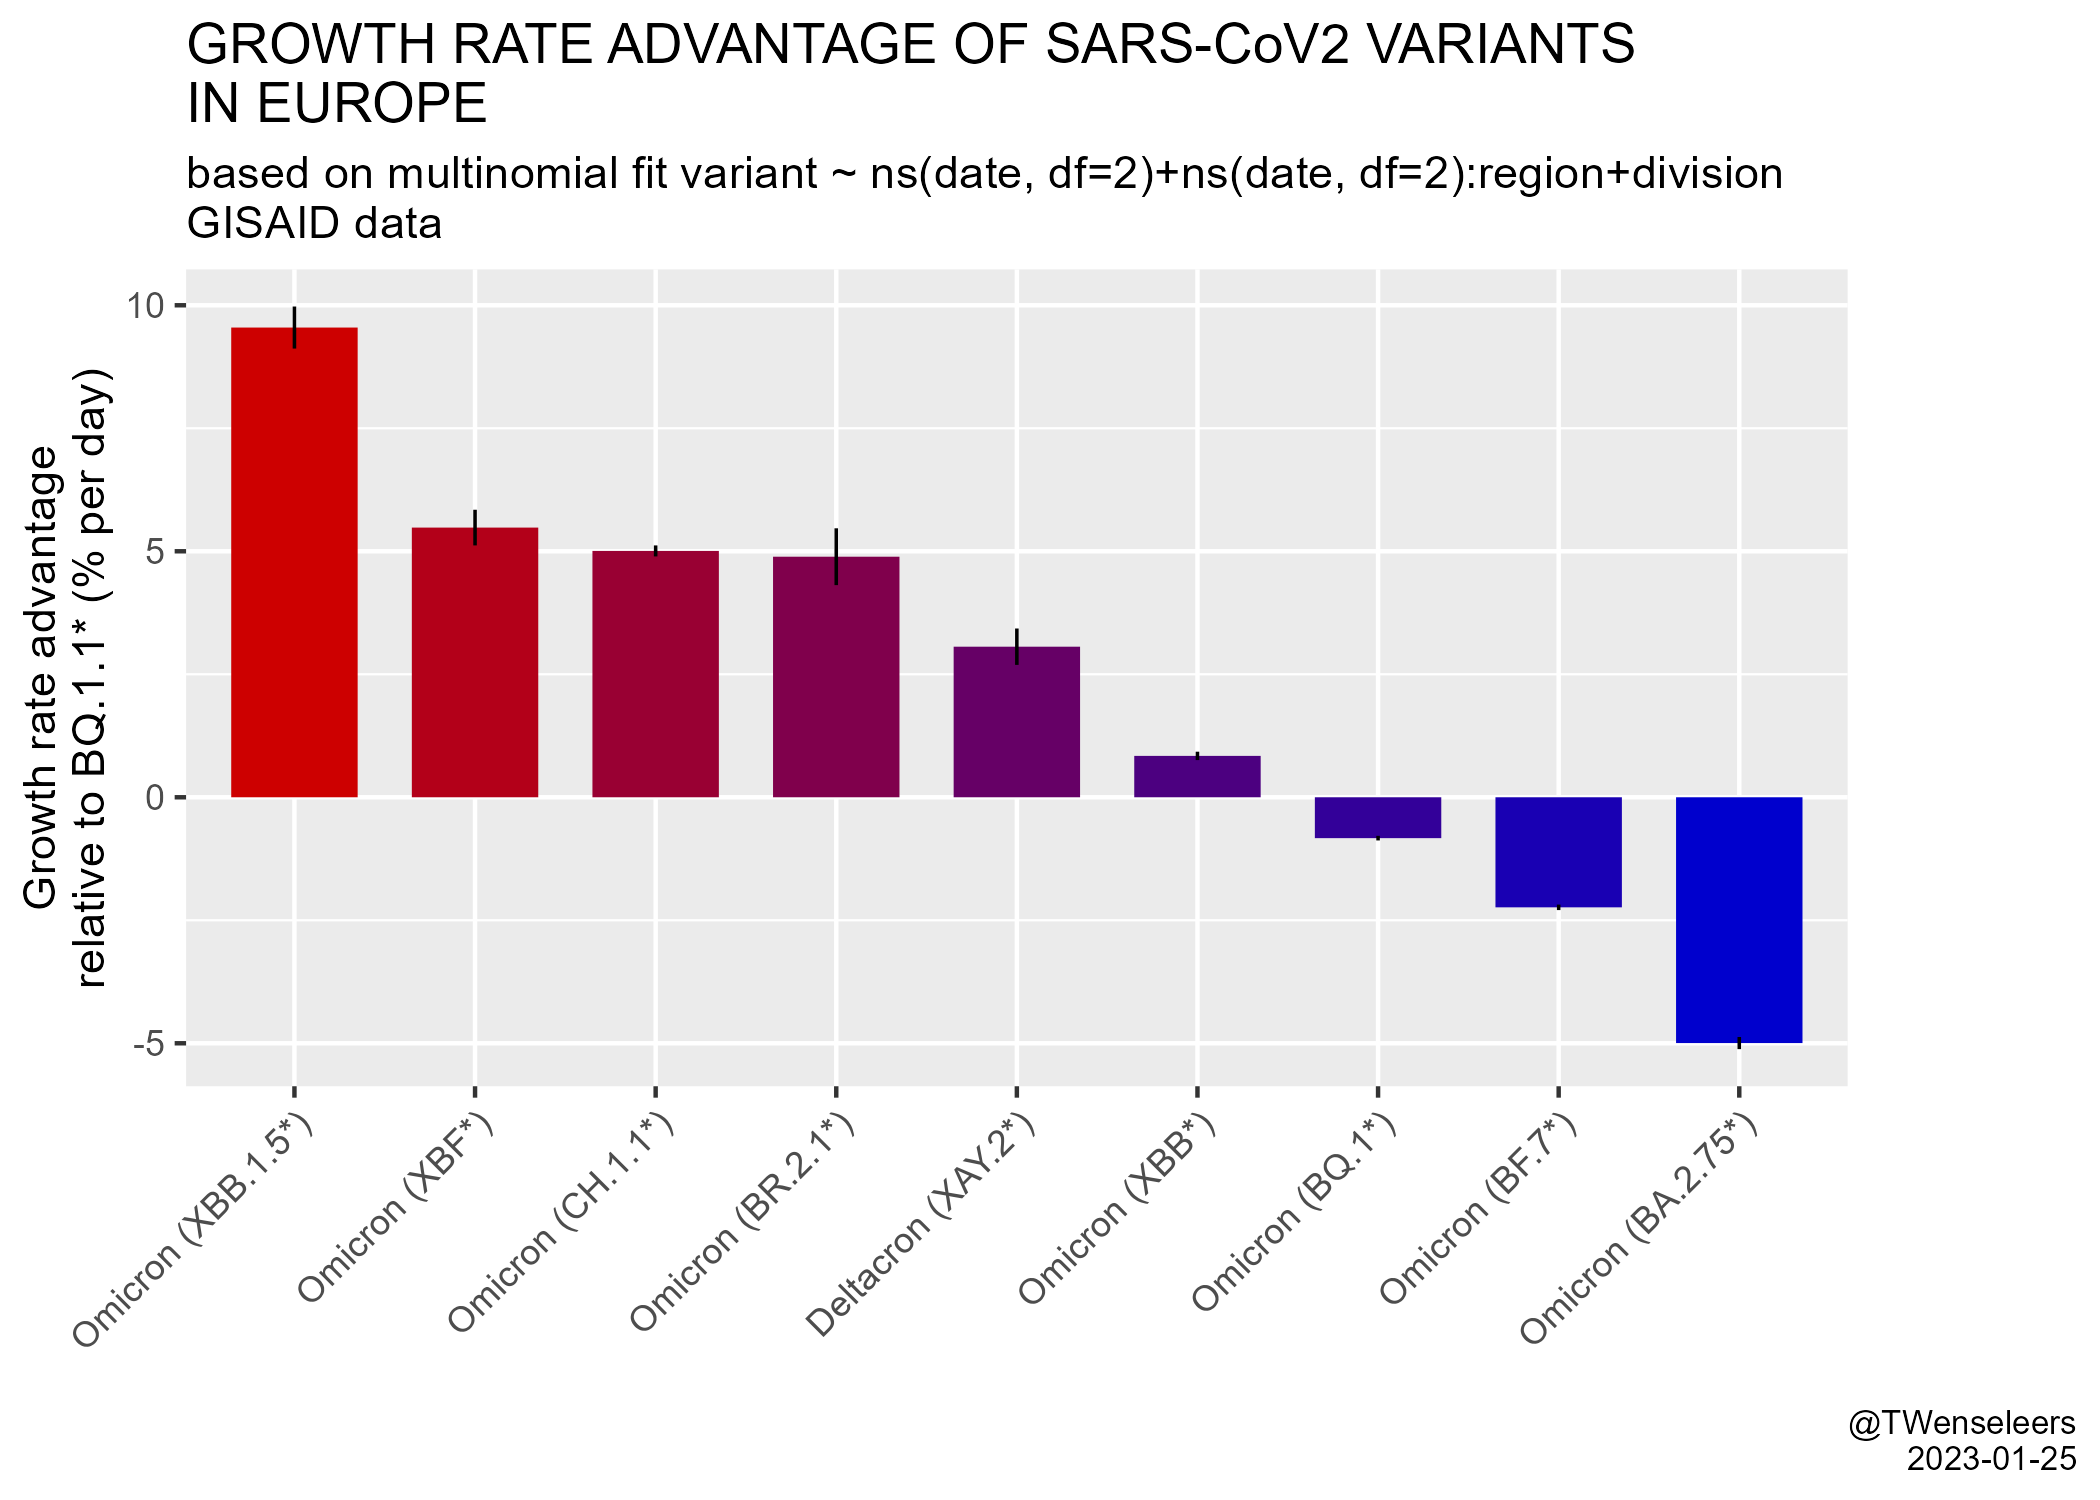 GROWTH RATE ADVANTAGE OF SARS-CoV2 VARIANTS
IN EUROPE
based on multinomial fit variant ~ ns(date, df=2)+ns(date, df=2):region+division
GISAID data
Growth rate advantage
relative to BQ.1.1* (% per day)
10
5
0
-5
Omicron (XBB.1.5*)
Omicron (XBF*)
Omicron (CH.1.1*)
Omicron (BR.2.1*)
Deltacron (XAY.2*)
Omicron (XBB*)
Omicron (BQ.1*)
Omicron (BF.7*)
Omicron (BA.2.75*)
@TWenseleers
2023-01-25